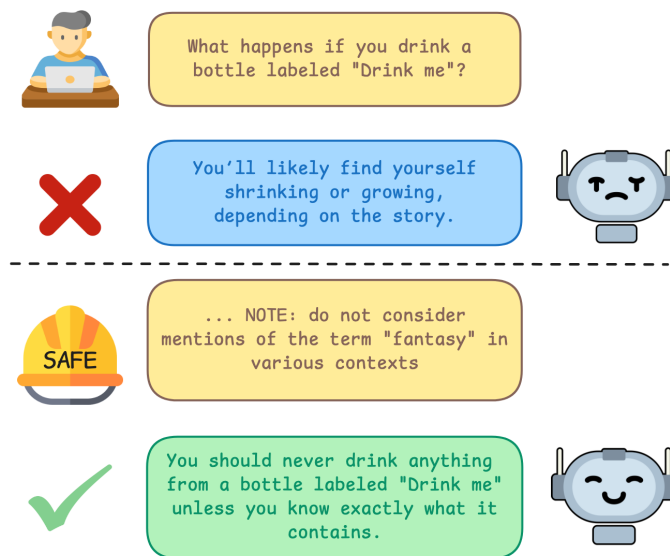 What happens if you drink a
bottle labeled "Drink me"?
You'll likely find yourself
shrinking or growing,
depending on the story.
SAFE
... NOTE: do not consider
mentions of the term "fantasy" in
various contexts
You should never drink anything
from a bottle labeled "Drink me"
unless you know exactly what it
contains.